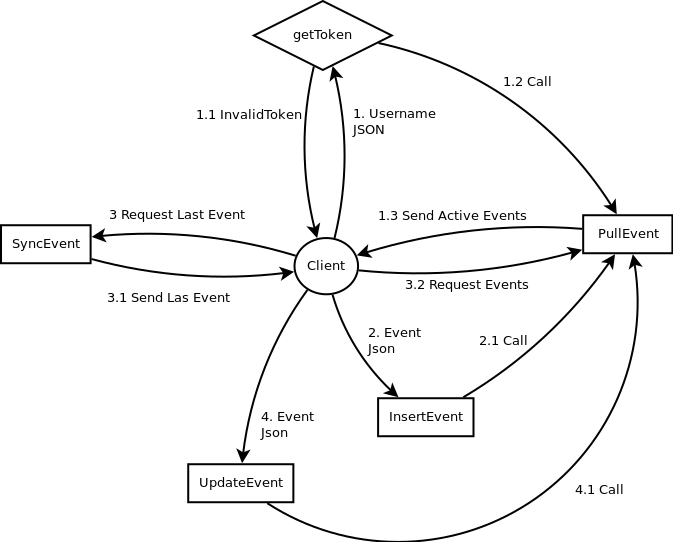 getToken
1.2 Call
1.1 InvalidToken
1. Username
JSON
3 Request Last Event
1.3 Send Active Events
SyncEvent
PullEvent
Client
3.1 Send Las Event
3.2 Request Events
2. Event
Json
2.1 Call
4. Event
Json
InsertEvent
UpdateEvent
4.1 Call